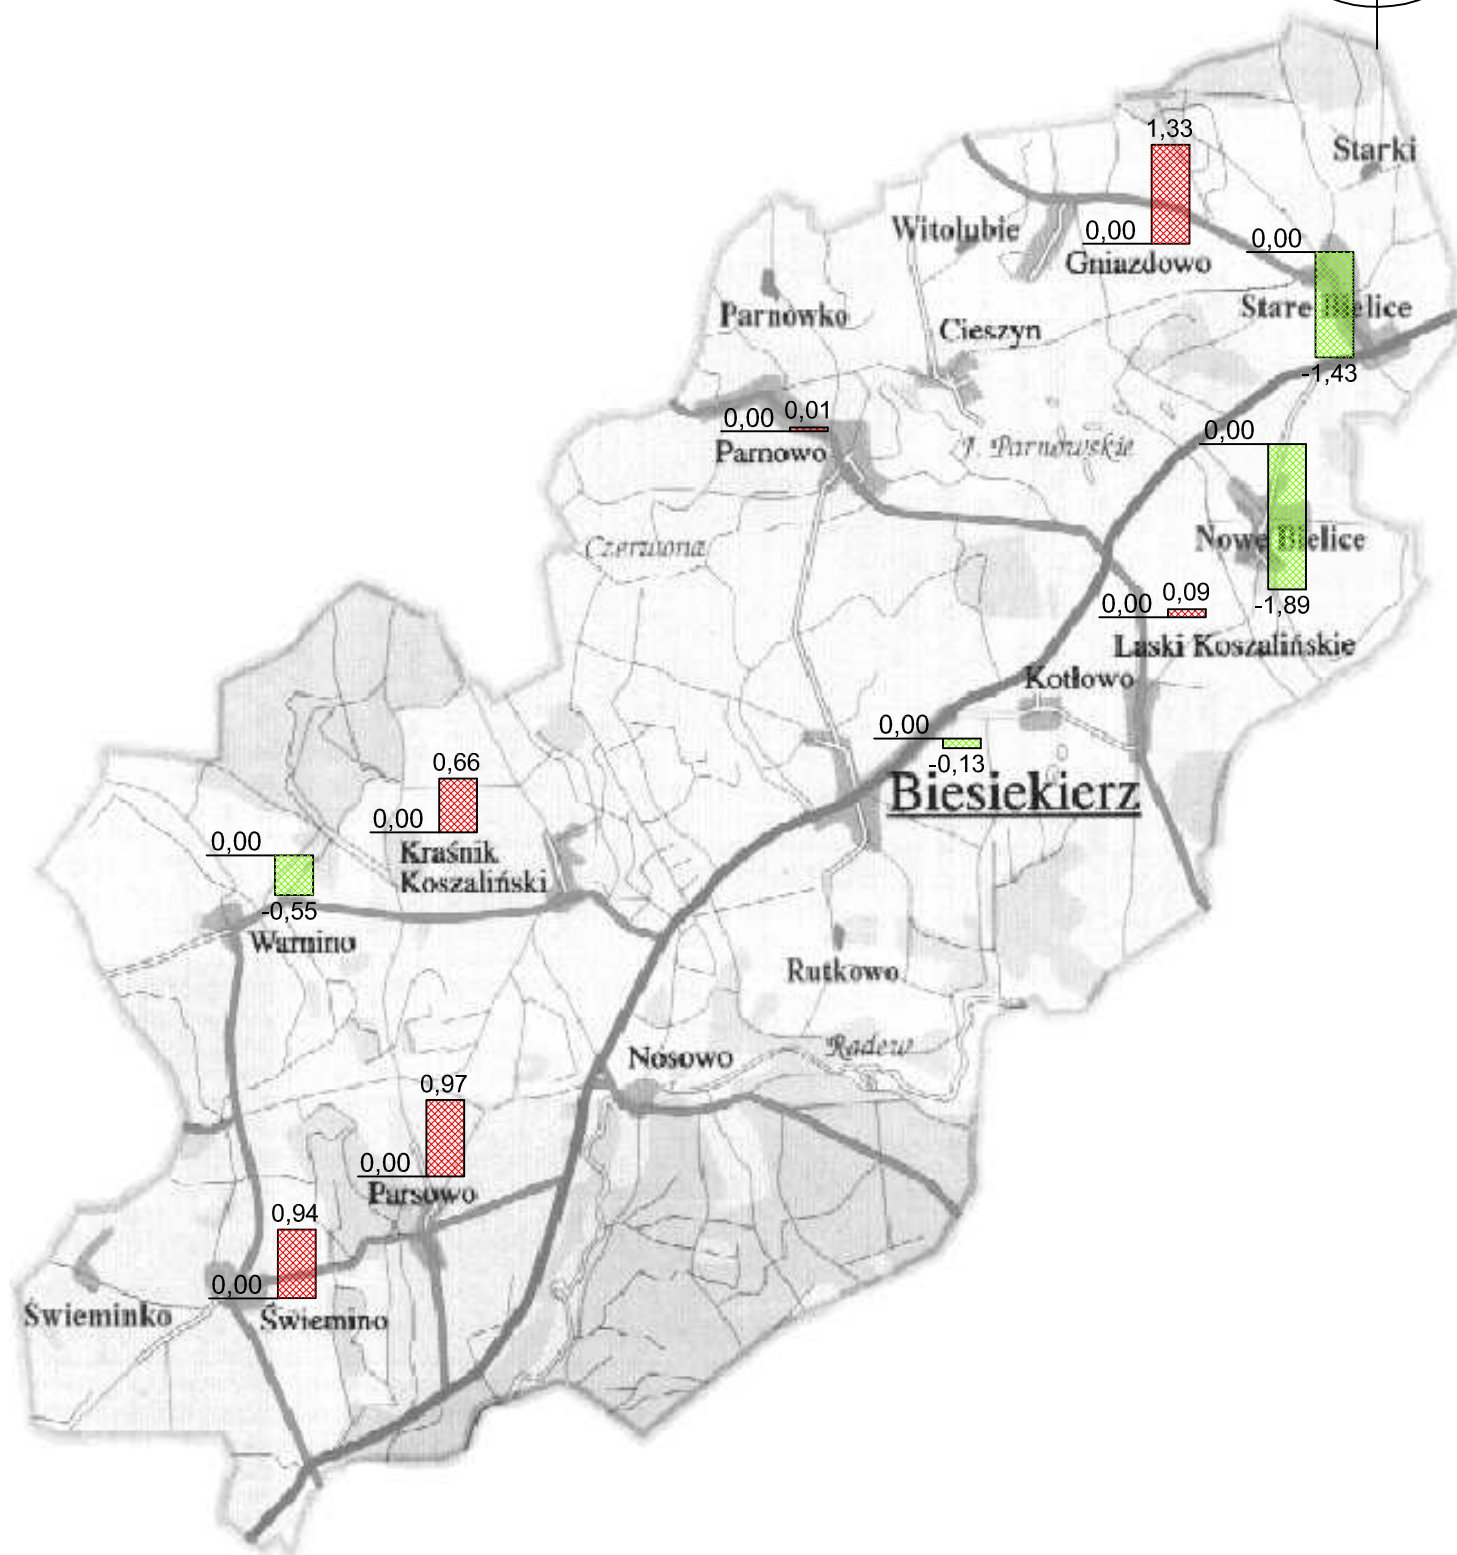 1,33
Starki
Witolubie
0,00
0,00
Gniazdowo
Stare Bielice
Parnowko
Cieszyn
-1,43
0,00
0,01
0,00
J. Parnowskie
Parnowo
Nowe Bielice
Czerwona
0,09
0,00
-1,89
Laski Koszalińskie
Kotłowo
0,00
-0,13
Biesiekierz
0,66
0,00
0,00
Kraśnik
Koszaliński
-0,55
Warnino
Rutkowo
Radew
Nosowo
0,97
0,00
Parsowo
0,94
0,00
Świeminko
Świemino